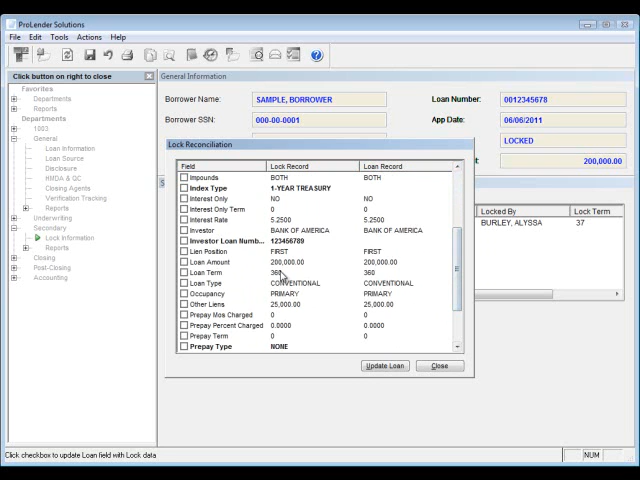 ProLender Solutions
File Edit Tools Actions Help
Click button on right to close
General Information
Favorites
Departments
Reports
Departments
1003
General
Loan Information
Loan Source
Disclosure
HMDA & QC
Closing Agents
Verification Tracking
Reports
Underwriting
Secondary
Lock Information
Reports
Closing
Post-Closing
Accounting
Borrower Name: SAMPLE, BORROWER Loan Number: 0012345678
Borrower SSN: 000-00-0001 App Date: 06/06/2011
LOCKED
200,000.00
Locked By Lock Term
BURLEY, ALYSSA 37
Lock Reconciliation
Field Lock Record Loan Record
Impounds BOTH BOTH
Index Type 1-YEAR TREASURY
Interest Only NO NO
Interest Only Term 0 0
Interest Rate 5.2500 5.2500
Investor BANK OF AMERICA BANK OF AMERICA
Investor Loan Numb... 123456789
Lien Position FIRST FIRST
Loan Amount 200,000.00 200,000.00
Loan Term 360 360
Loan Type CONVENTIONAL CONVENTIONAL
Occupancy PRIMARY PRIMARY
Other Liens 25,000.00 25,000.00
Prepay Mos Charged 0 0
Prepay Percent Charged 0.0000 0.0000
Prepay Term 0 0
Prepay Type NONE
Update Loan Close
Click checkbox to update Loan field with Lock data NUM